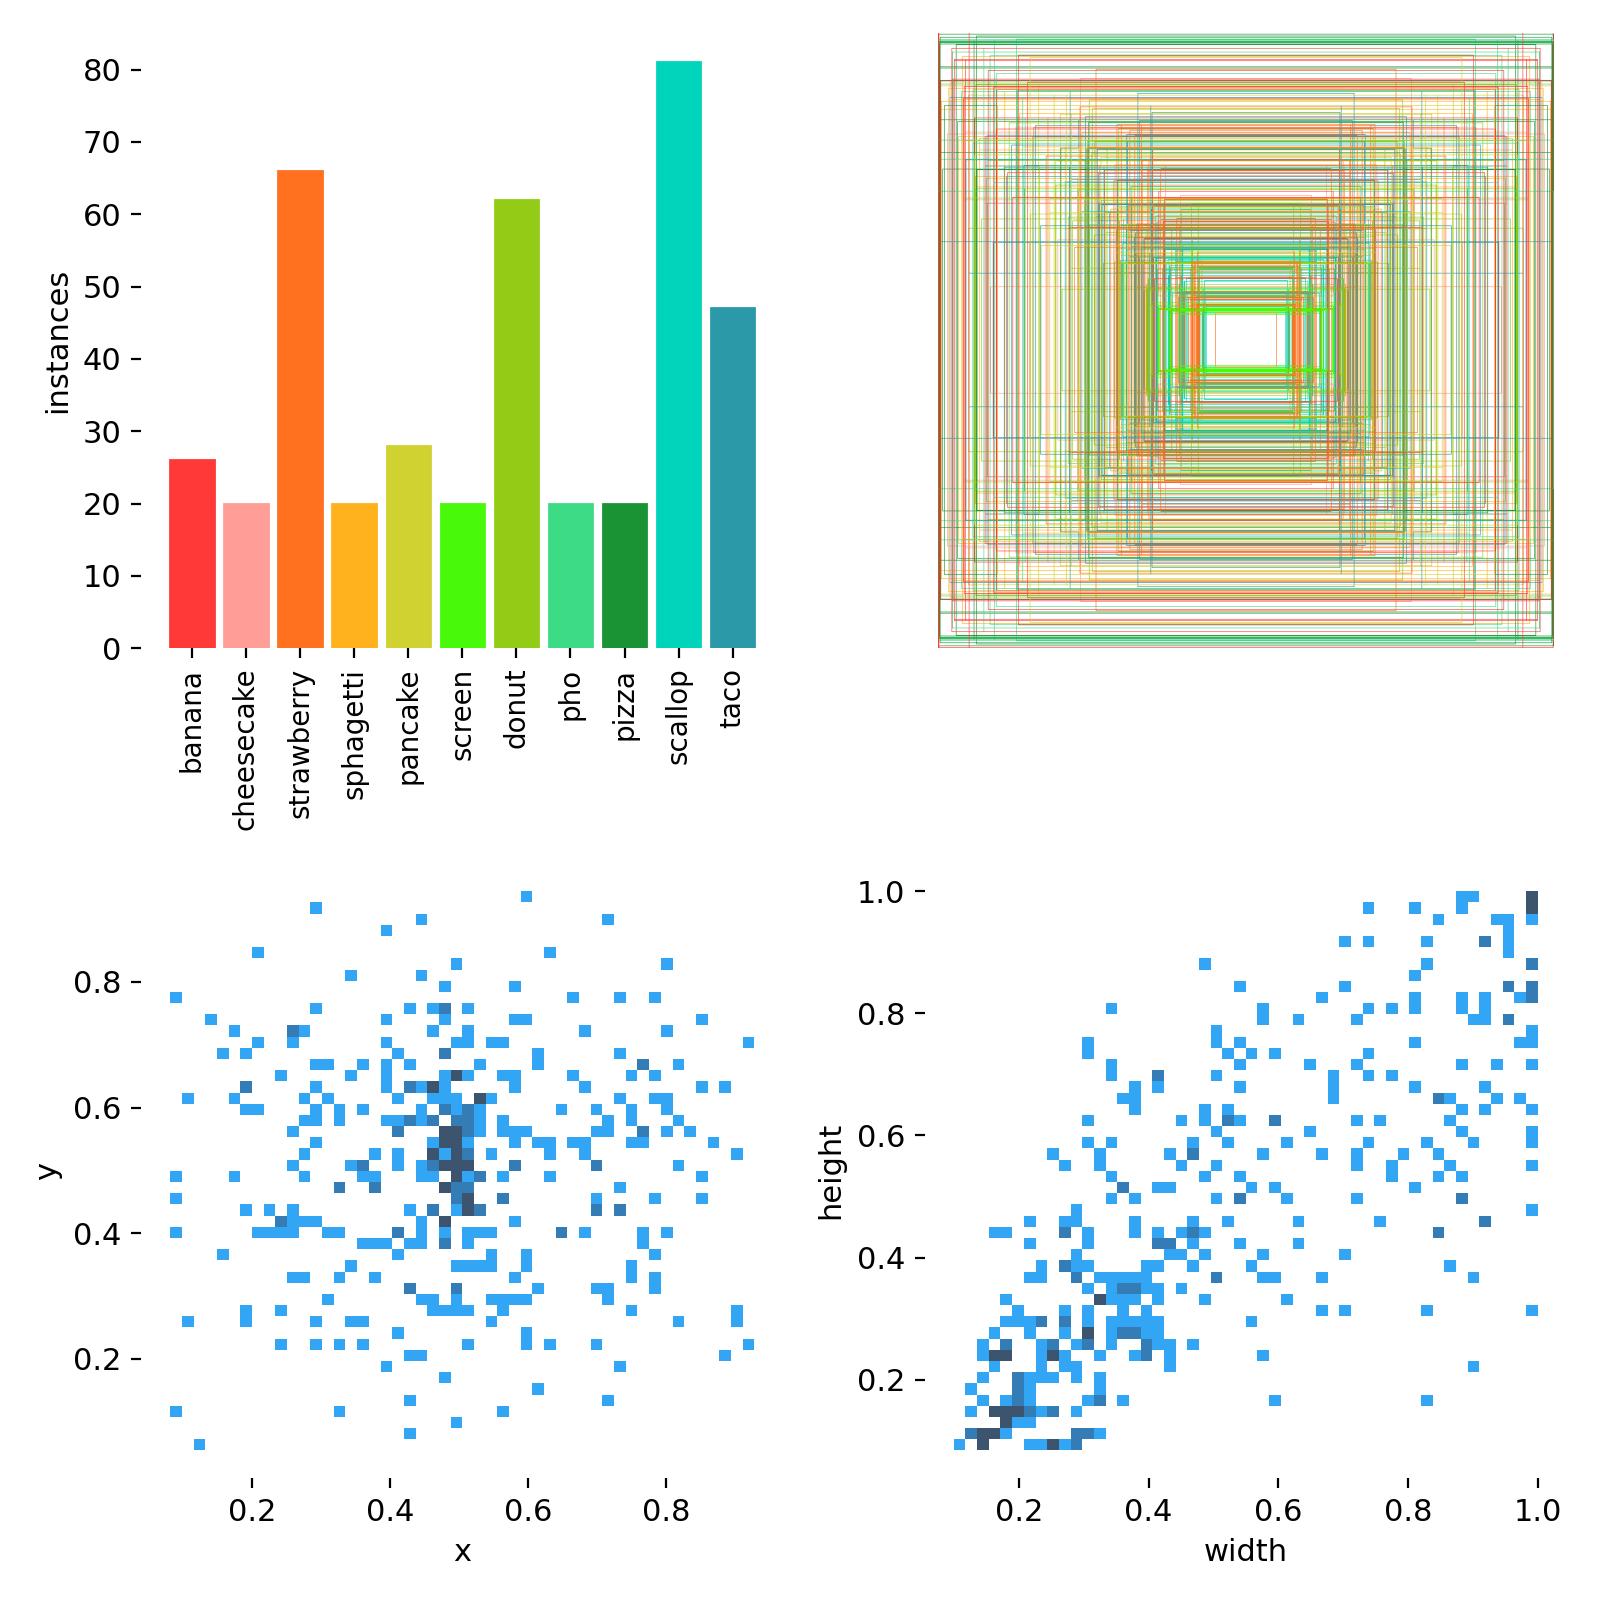 80
70
60
50
40
30
20
10
0
instances
banana
cheesecake
strawberry
sphagetti
pancake
screen
donut
pho
pizza
scallop
taco
0.8
0.6
0.4
0.2
y
0.2 0.4 0.6 0.8
x
1.0
0.8
0.6
0.4
0.2
height
0.2 0.4 0.6 0.8 1.0
width